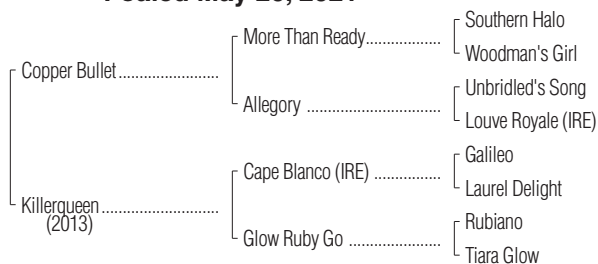 Foaled May 2021
Southern Halo
More Than Ready
Woodman's Girl
Copper Bullet
Unbridled's Song
Allegory
Louve Royale (IRE)
Galileo
Cape Blanco (IRE)
Laurel Delight
Killerqueen
(2013)
Rubiano
Glow Ruby Go
Tiara Glow